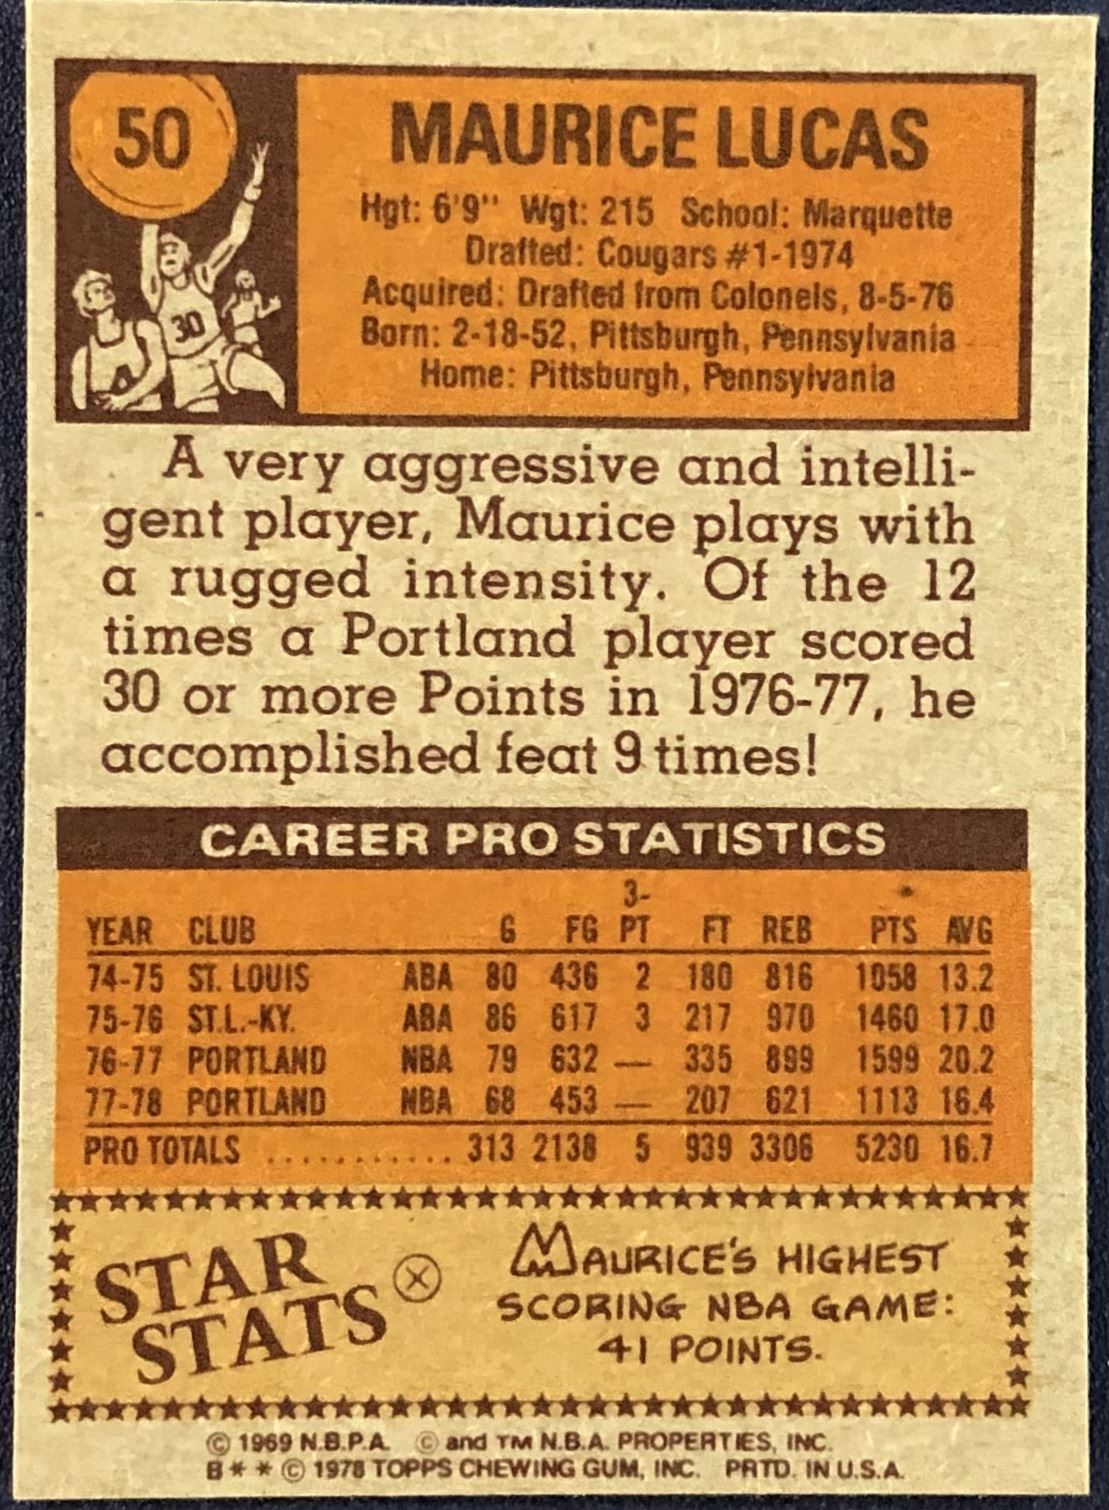 50
MAURICE LUCAS
Hgt: 6'9" Wgt: 215 School: Marquette
Drafted: Cougars #1-1974
Acquired: Drafted from Colonels, 8-5-76
Born: 2-18-52, Pittsburgh, Pennsylvania
Home: Pittsburgh, Pennsylvania
30
A very aggressive and intelli-
gent player, Maurice plays with
a rugged intensity. Of the 12
times a Portland player scored
30 or more Points in 1976-77, he
accomplished feat 9 times!
CAREER PRO STATISTICS
3-
YEAR CLUB G FG PT FT REB PTS AVG
74-75 ST. LOUIS ABA 80 436 2 180 816 1058 13.2
75-76 ST.L.-KY. ABA 86 617 3 217 970 1460 17.0
76-77 PORTLAND NBA 79 632 — 335 899 1599 20.2
77-78 PORTLAND NBA 68 453 — 207 621 1113 16.4
PRO TOTALS ........... 313 2138 5 939 3306 5230 16.7
STAR
STATS
MAURICE'S HIGHEST
SCORING NBA GAME:
41 POINTS.
© 1969 N.B.P.A. © and TM N.B.A. PROPERTIES, INC.
B * * © 1978 TOPPS CHEWING GUM, INC. PRTD. IN U.S.A.